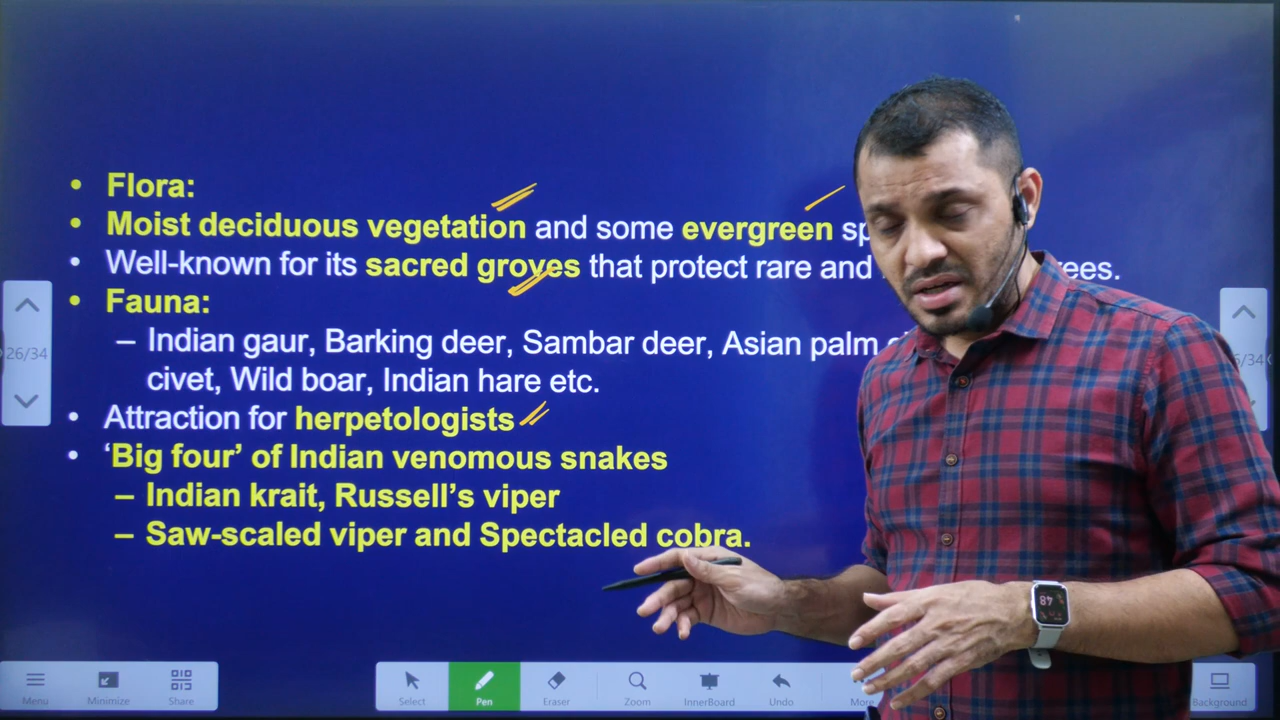 • Flora:
• Moist deciduous vegetation and some evergreen
• Well-known for its sacred groves that protect rare and
• Fauna:
– Indian gaur, Barking deer, Sambar deer, Asian palm
civet, Wild boar, Indian hare etc.
• Attraction for herpetologists
• ‘Big four’ of Indian venomous snakes
– Indian krait, Russell’s viper
– Saw-scaled viper and Spectacled cobra.
26/34
Menu Minimize Share Select Pen Eraser Zoom InnerBoard Undo More Background